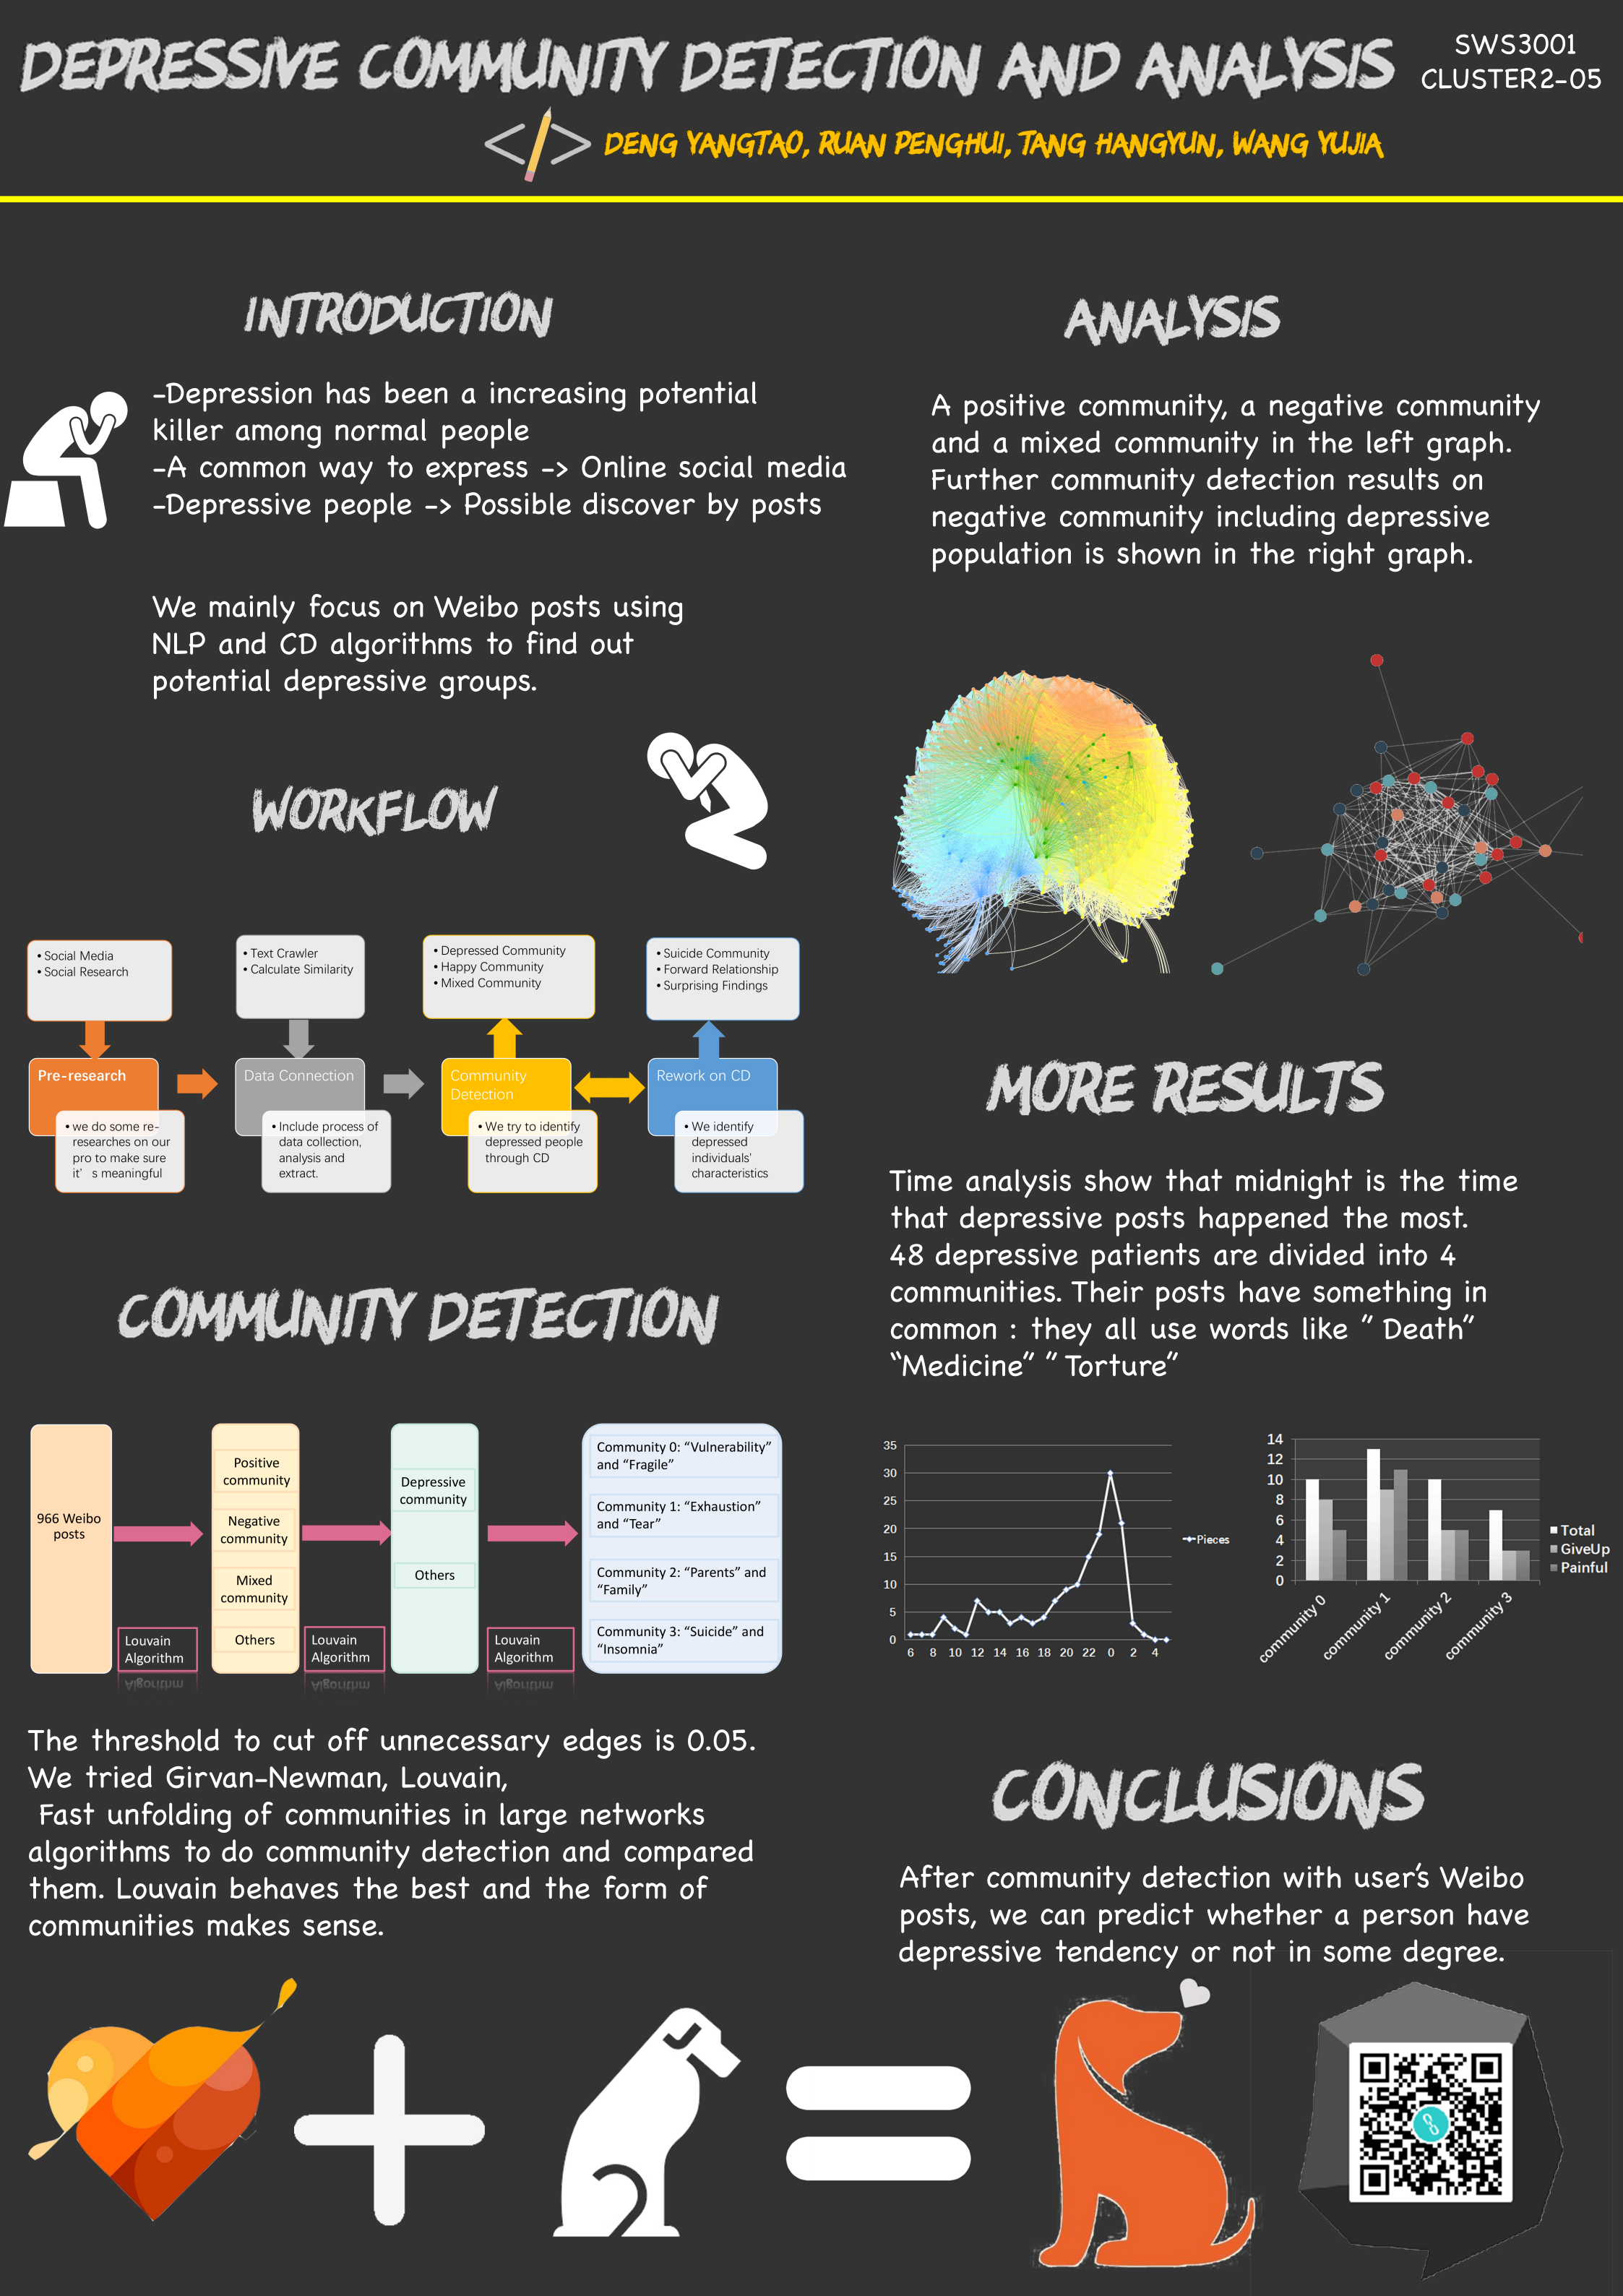 DEPRESSIVE COMMUNITY DETECTION AND ANALYSIS
SWS3001
CLUSTER2-05
DENG YANGTAO, RUAN PENGHUI, TANG HANGYUN, WANG YUJIA
INTRODUCTION
-Depression has been a increasing potential
killer among normal people
-A common way to express -> Online social media
-Depressive people -> Possible discover by posts
We mainly focus on Weibo posts using
NLP and CD algorithms to find out
potential depressive groups.
WORKFLOW
• Social Media
• Social Research
• Text Crawler
• Calculate Similarity
• Depressed Community
• Happy Community
• Mixed Community
• Suicide Community
• Forward Relationship
• Surprising Findings
Pre-research
• we do some re-
researches on our
pro to make sure
it' s meaningful
Data Connection
• Include process of
data collection,
analysis and
extract.
Community
Detection
• We try to identify
depressed people
through CD
Rework on CD
• We identify
depressed
individuals'
characteristics
COMMUNITY DETECTION
966 Weibo
posts
Louvain
Algorithm
Positive
community
Negative
community
Mixed
community
Others
Louvain
Algorithm
Depressive
community
Others
Louvain
Algorithm
Community 0: “Vulnerability”
and “Fragile”
Community 1: “Exhaustion”
and “Tear”
Community 2: “Parents” and
“Family”
Community 3: “Suicide” and
“Insomnia”
The threshold to cut off unnecessary edges is 0.05.
We tried Girvan-Newman, Louvain,
Fast unfolding of communities in large networks
algorithms to do community detection and compared
them. Louvain behaves the best and the form of
communities makes sense.
ANALYSIS
A positive community, a negative community
and a mixed community in the left graph.
Further community detection results on
negative community including depressive
population is shown in the right graph.
MORE RESULTS
Time analysis show that midnight is the time
that depressive posts happened the most.
48 depressive patients are divided into 4
communities. Their posts have something in
common : they all use words like ” Death”
“Medicine” ” Torture”
35
30
25
20
15
10
5
0
6 8 10 12 14 16 18 20 22 0 2 4
Pieces
14
12
10
8
6
4
2
0
community 0
community 1
community 2
community 3
Total
GiveUp
Painful
CONCLUSIONS
After community detection with user's Weibo
posts, we can predict whether a person have
depressive tendency or not in some degree.